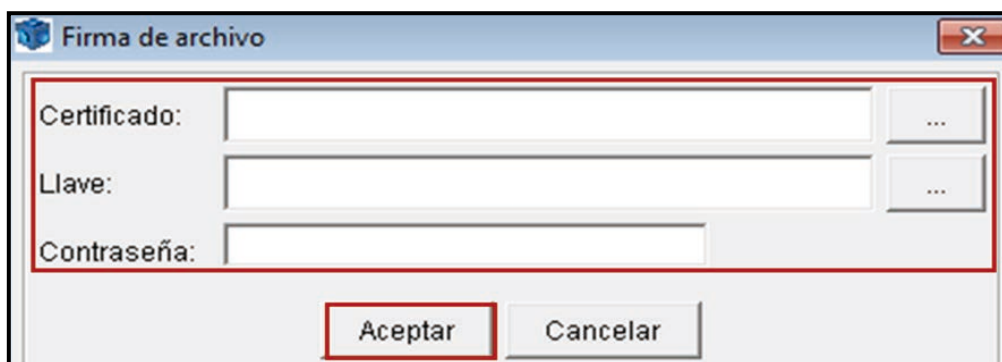 Firma de archivo
Certificado: ...
Llave: ...
Contraseña:
Aceptar Cancelar